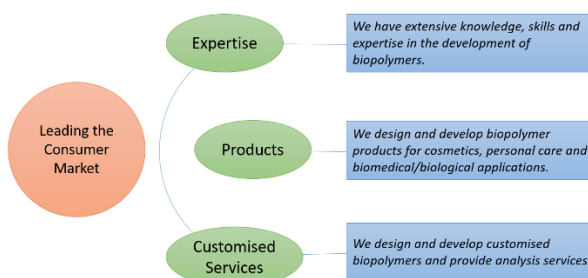 Leading the
Consumer
Market
Expertise
We have extensive knowledge, skills and
expertise in the development of
biopolymers.
Products
We design and develop biopolymer
products for cosmetics, personal care and
biomedical/biological applications.
Customised
Services
We design and develop customised
biopolymers and provide analysis services